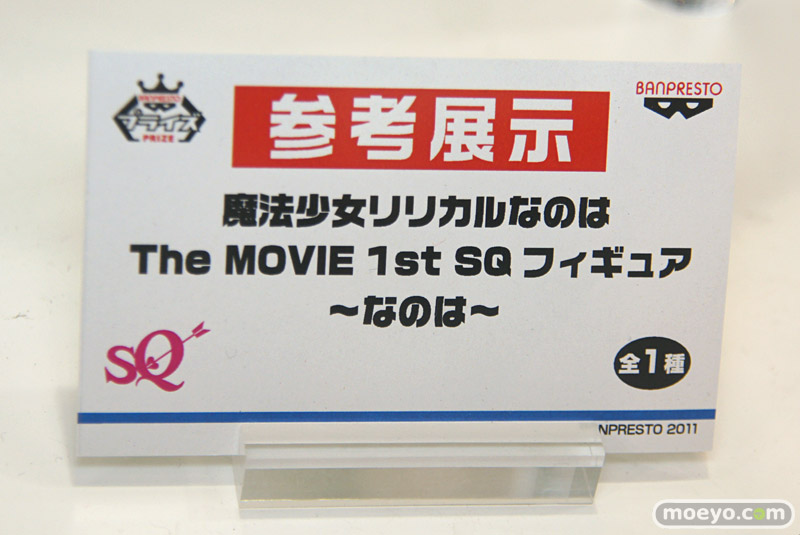 BANPRESTO
プライズ
PRIZE
BANPRESTO
参考展示
魔法少女リリカルなのは
The MOVIE 1st SQ フィギュア
～なのは～
SQ
全1種
NPRESTO 2011
moeyo.com